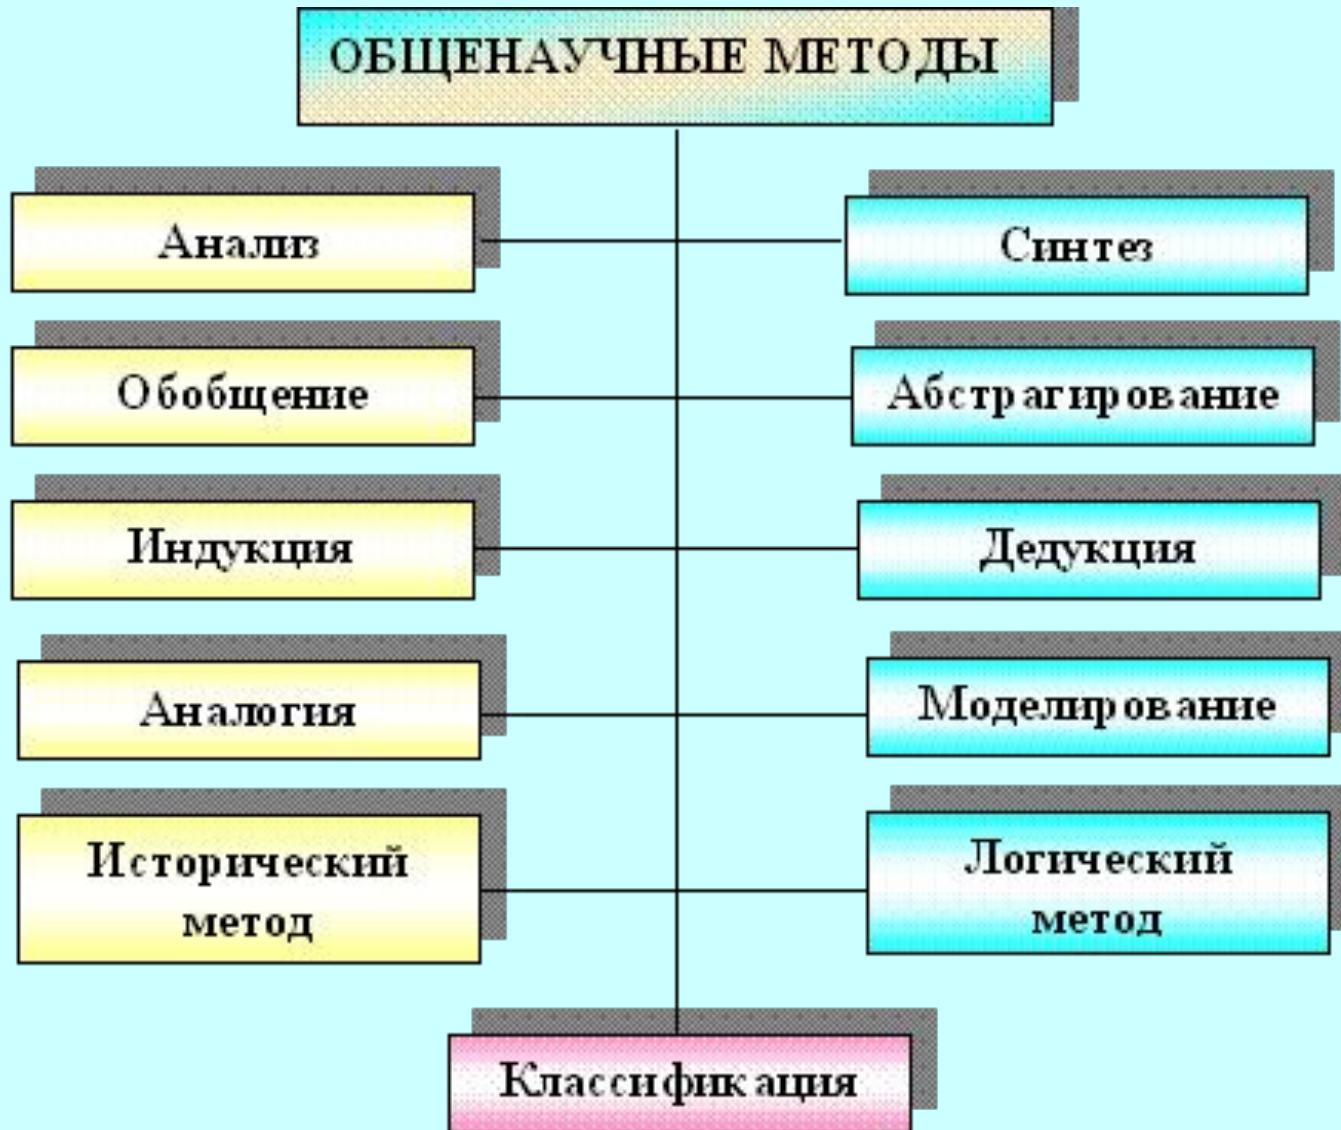 ОБЩЕНАУЧНЫЕ МЕТОДЫ
Анализ
Синтез
Обобщение
Абстрагирование
Индукция
Дедукция
Аналогия
Моделирование
Исторический
метод
Логический
метод
Классификация